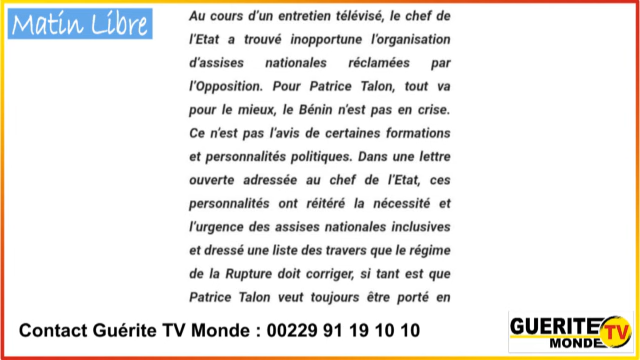 Matin Libre
Au cours d'un entretien télévisé, le chef de
l'Etat a trouvé inopportune l'organisation
d'assises nationales réclamées par
l'Opposition. Pour Patrice Talon, tout va
pour le mieux, le Bénin n'est pas en crise.
Ce n'est pas l'avis de certaines formations
et personnalités politiques. Dans une lettre
ouverte adressée au chef de l'Etat, ces
personnalités ont réitéré la nécessité et
l'urgence des assises nationales inclusives
et dressé une liste des travers que le régime
de la Rupture doit corriger, si tant est que
Patrice Talon veut toujours être porté en
Contact Guérite TV Monde : 00229 91 19 10 10
GUERITE
TV
MONDE